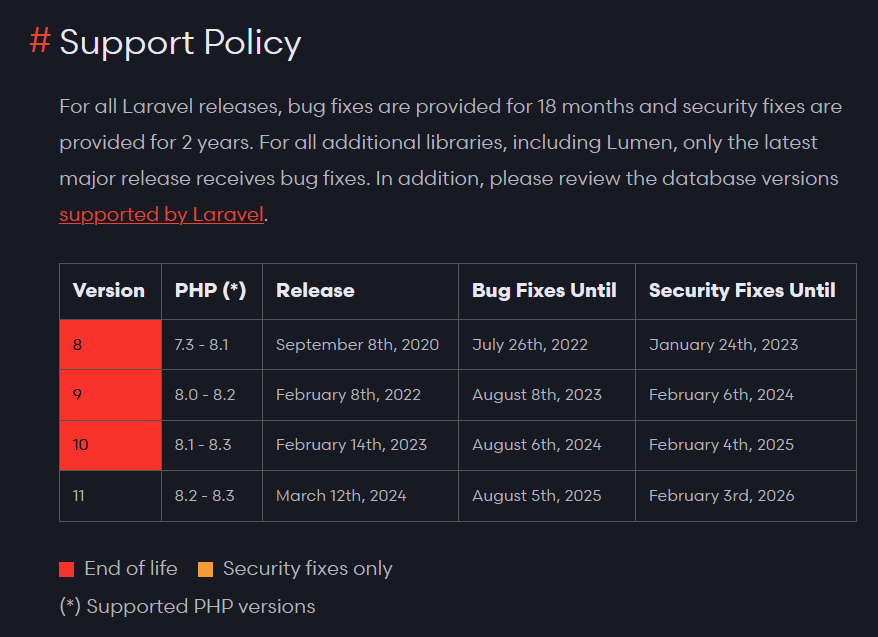 # Support Policy
For all Laravel releases, bug fixes are provided for 18 months and security fixes are
provided for 2 years. For all additional libraries, including Lumen, only the latest
major release receives bug fixes. In addition, please review the database versions
supported by Laravel.
Version PHP (*) Release Bug Fixes Until Security Fixes Until
8 7.3 - 8.1 September 8th, 2020 July 26th, 2022 January 24th, 2023
9 8.0 - 8.2 February 8th, 2022 August 8th, 2023 February 6th, 2024
10 8.1 - 8.3 February 14th, 2023 August 6th, 2024 February 4th, 2025
11 8.2 - 8.3 March 12th, 2024 August 5th, 2025 February 3rd, 2026
End of life Security fixes only
(*) Supported PHP versions